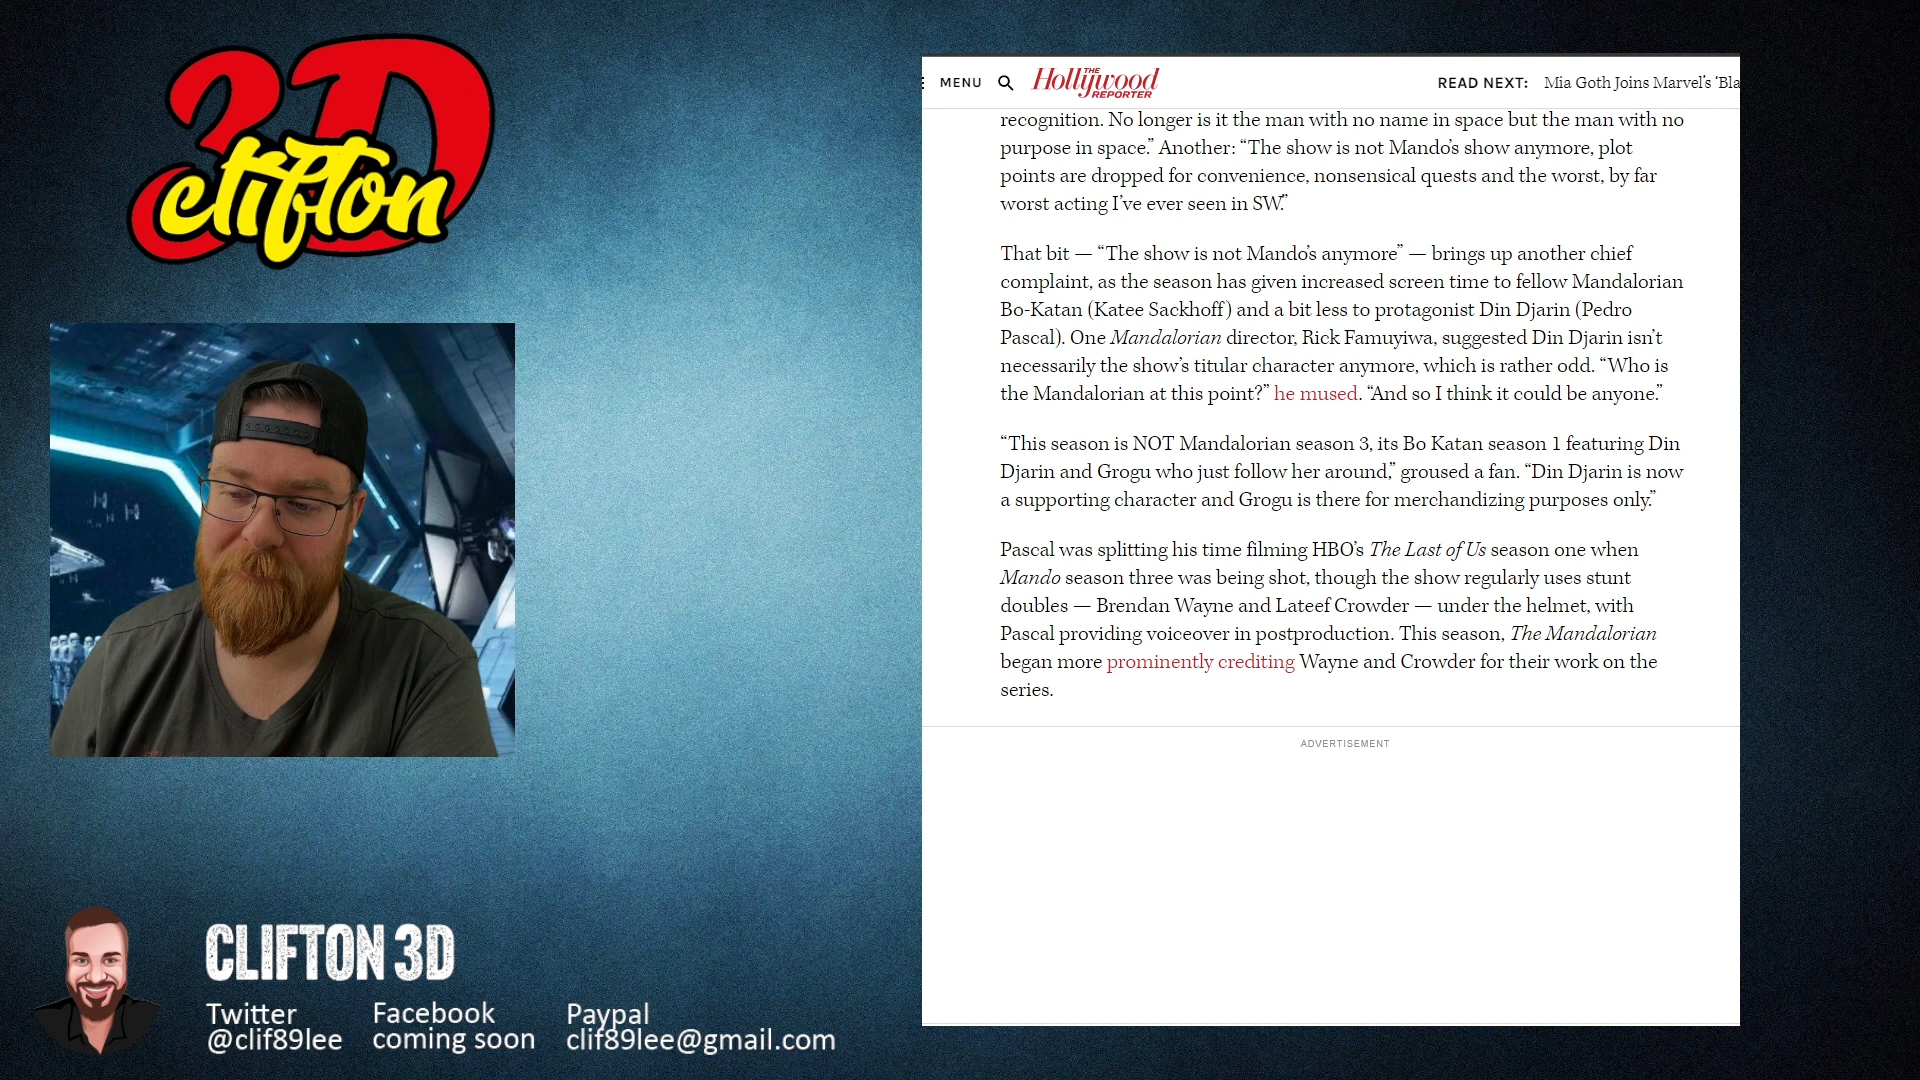 3D
clifton
MENU
THE
Hollywood
REPORTER
READ NEXT: Mia Goth Joins Marvel’s ‘Bla
recognition. No longer is it the man with no name in space but the man with no
purpose in space.” Another: “The show is not Mando’s show anymore, plot
points are dropped for convenience, nonsensical quests and the worst, by far
worst acting I’ve ever seen in SW.”
That bit — “The show is not Mando’s anymore” — brings up another chief
complaint, as the season has given increased screen time to fellow Mandalorian
Bo-Katan (Katee Sackhoff) and a bit less to protagonist Din Djarin (Pedro
Pascal). One Mandalorian director, Rick Famuyiwa, suggested Din Djarin isn’t
necessarily the show’s titular character anymore, which is rather odd. “Who is
the Mandalorian at this point?” he mused. “And so I think it could be anyone.”
“This season is NOT Mandalorian season 3, its Bo Katan season 1 featuring Din
Djarin and Grogu who just follow her around,” groused a fan. “Din Djarin is now
a supporting character and Grogu is there for merchandizing purposes only.”
Pascal was splitting his time filming HBO’s The Last of Us season one when
Mando season three was being shot, though the show regularly uses stunt
doubles — Brendan Wayne and Lateef Crowder — under the helmet, with
Pascal providing voiceover in postproduction. This season, The Mandalorian
began more prominently crediting Wayne and Crowder for their work on the
series.
ADVERTISEMENT
CLIFTON 3D
Twitter
@clif89lee
Facebook
coming soon
Paypal
clif89lee@gmail.com